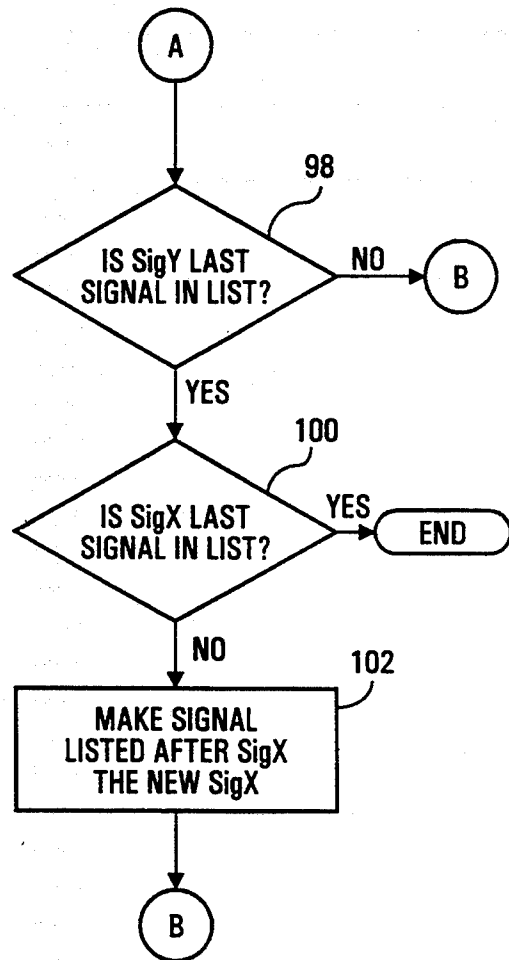 A
98
IS SigY LAST
SIGNAL IN LIST?
NO
B
YES
100
IS SigX LAST
SIGNAL IN LIST?
YES
END
NO
102
MAKE SIGNAL
LISTED AFTER SigX
THE NEW SigX
B